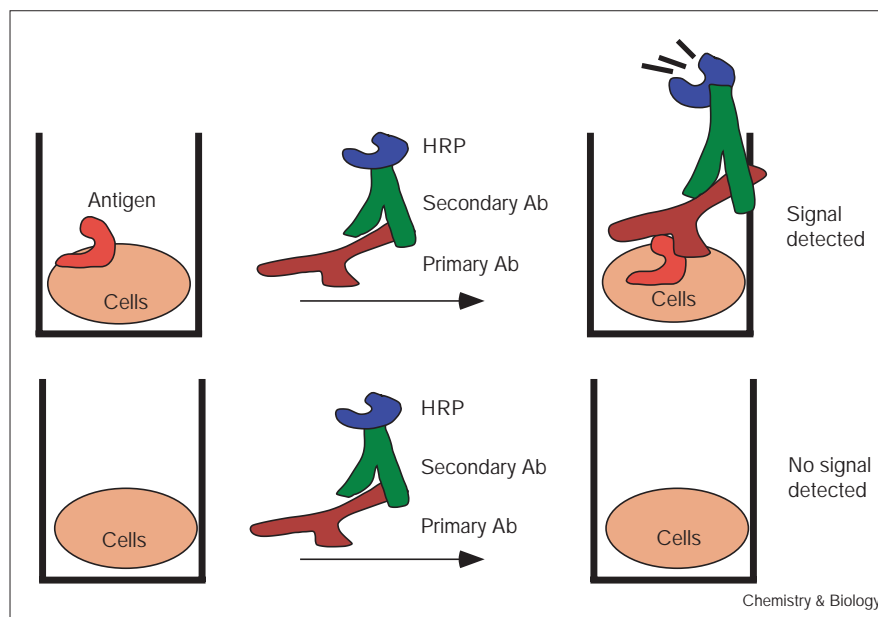 Antigen
Cells
HRP
Secondary Ab
Primary Ab
Cells
Signal
detected
Cells
HRP
Secondary Ab
Primary Ab
Cells
No signal
detected
Chemistry & Biology